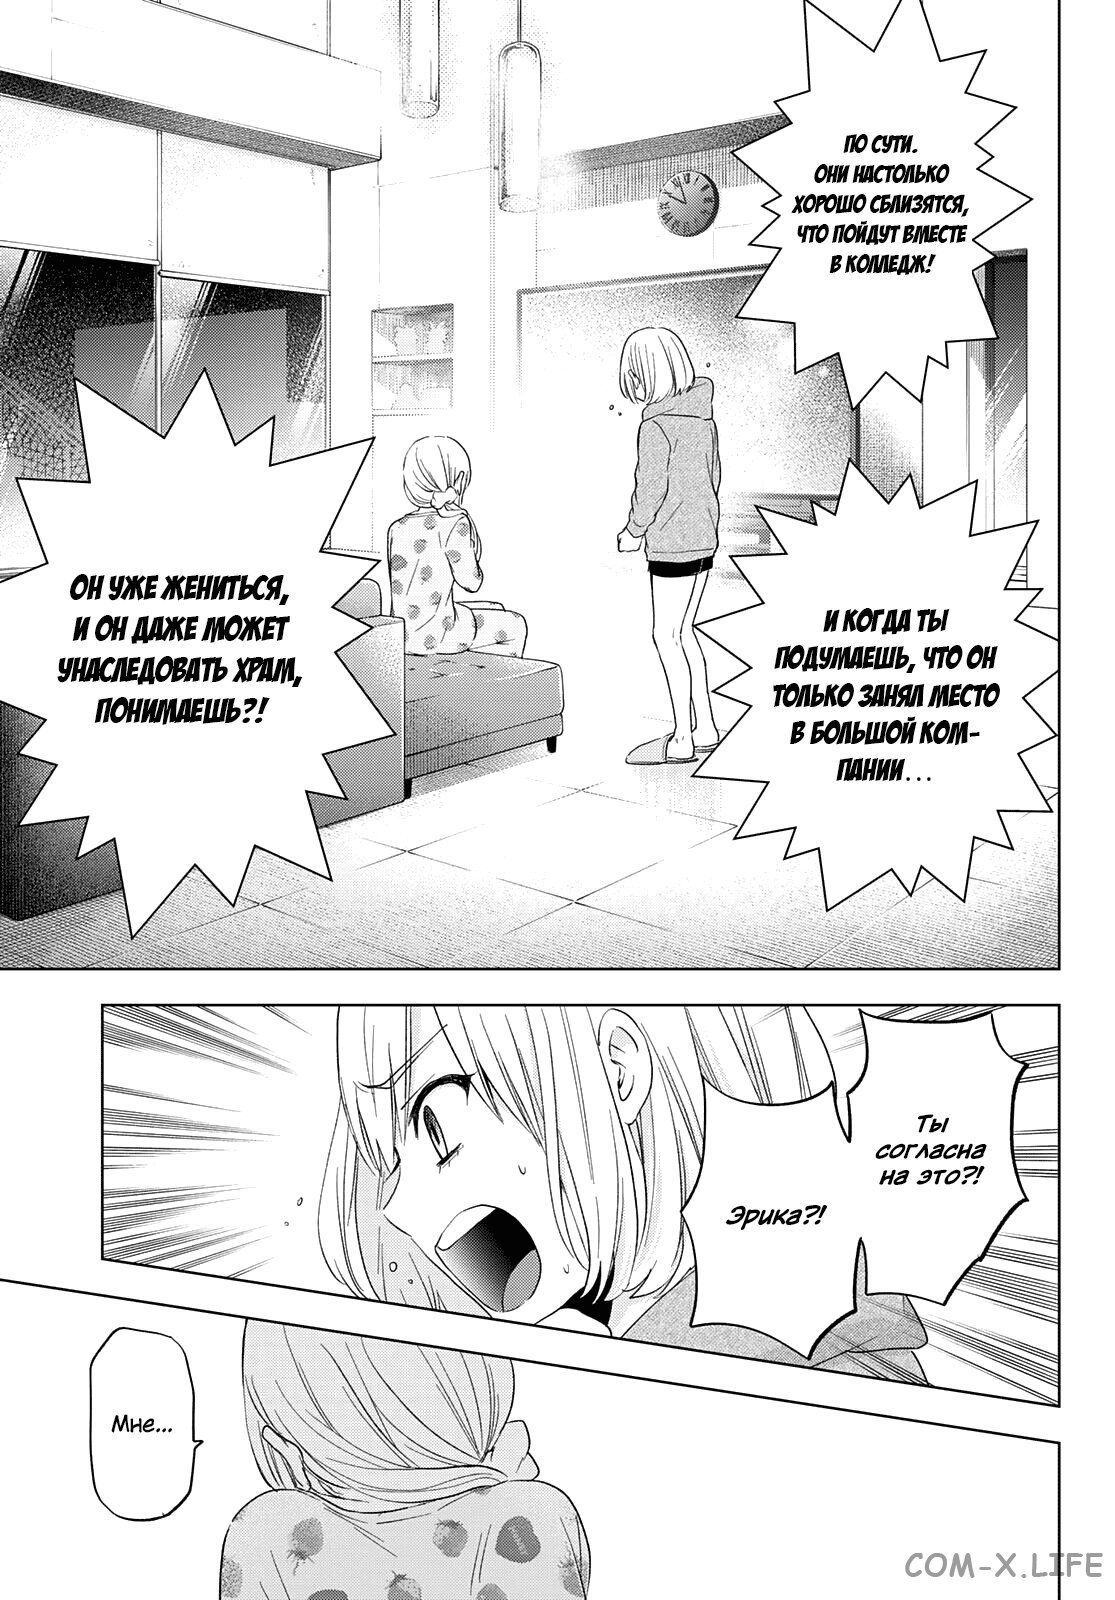 ПО СУТИ.
ОНИ НАСТОЛЬКО
ХОРОШО СБЛИЗЯТСЯ,
ЧТО ПОЙДУТ ВМЕСТЕ
В КОЛЛЕДЖ!
И КОГДА ТЫ
ПОДУМАЕШЬ, ЧТО ОН
ТОЛЬКО ЗАНЯЛ МЕСТО
В БОЛЬШОЙ КОМ-
ПАНИИ...
ОН УЖЕ ЖЕНИТЬСЯ,
И ОН ДАЖЕ МОЖЕТ
УНАСЛЕДОВАТЬ ХРАМ,
ПОНИМАЕШЬ?!
Ты
согласна
на это?!
Эрика?!
Мне...
COM-X.LIFE